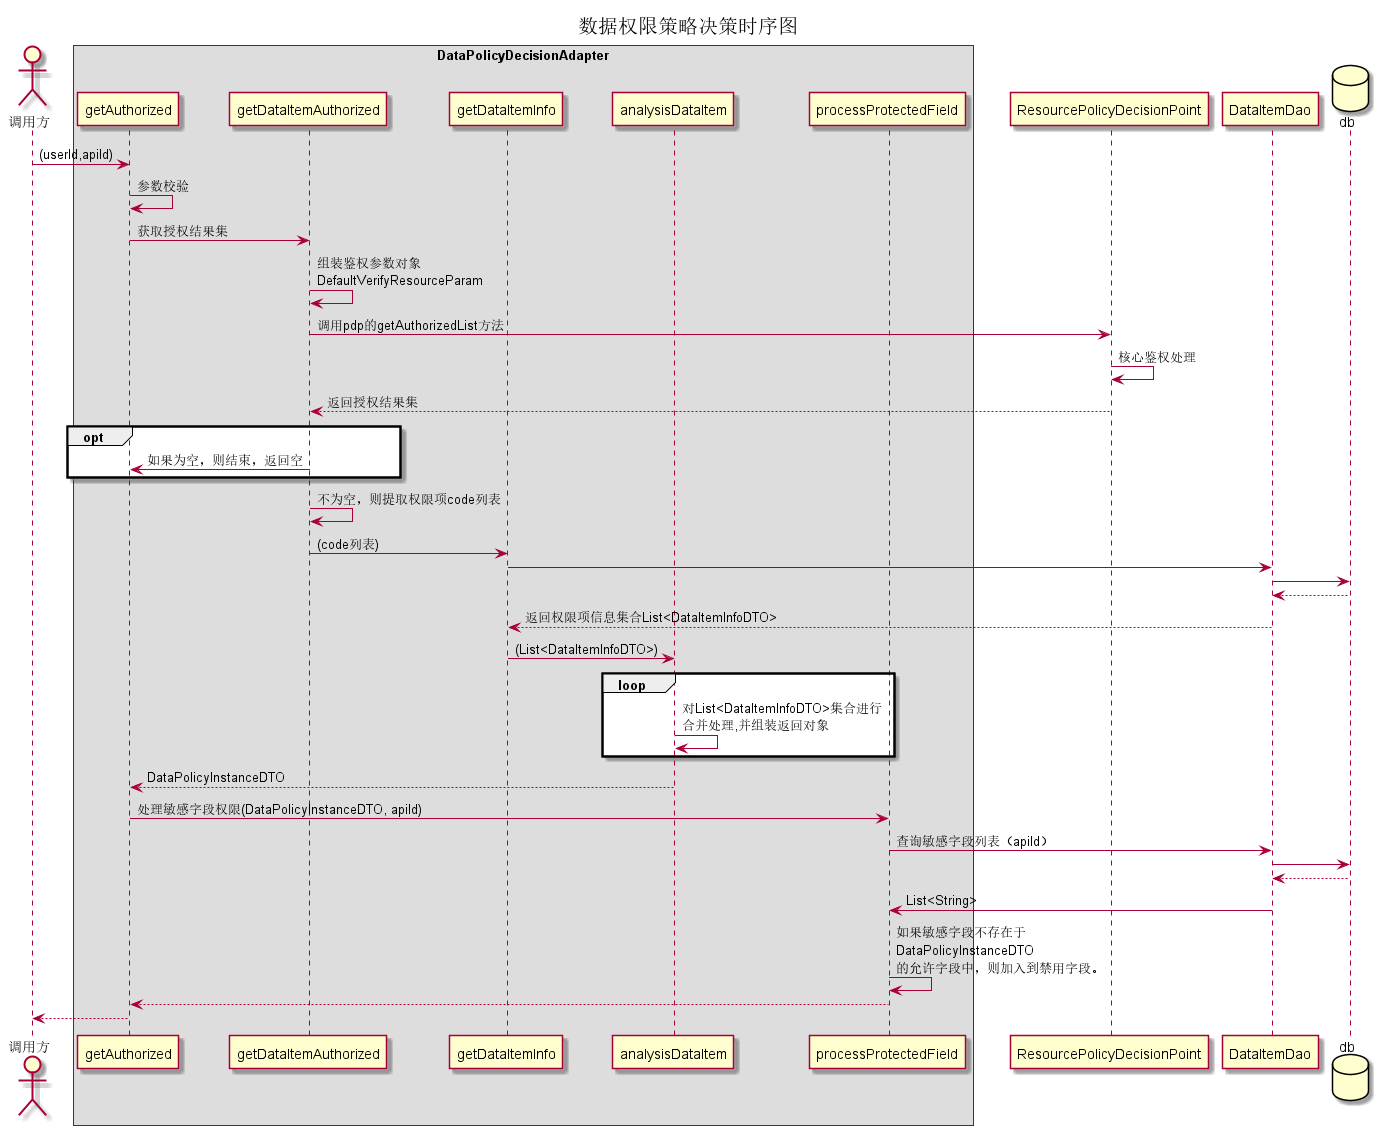 数据权限策略决策时序图
DataPolicyDecisionAdapter
调用方
getAuthorized
getDataItemAuthorized
getDataItemInfo
analysisDataItem
processProtectedField
ResourcePolicyDecisionPoint
DataItemDao
db
(userId,apiId)
参数校验
获取授权结果集
组装鉴权参数对象
DefaultVerifyResourceParam
调用pdp的getAuthorizedList方法
核心鉴权处理
返回授权结果集
opt
如果为空，则结束，返回空
不为空，则提取权限项code列表
(code列表)
返回权限项信息集合List<DataItemInfoDTO>
(List<DataItemInfoDTO>)
loop
对List<DataItemInfoDTO>集合进行
合并处理,并组装返回对象
DataPolicyInstanceDTO
处理敏感字段权限(DataPolicyInstanceDTO, apiId)
查询敏感字段列表（apiId）
List<String>
如果敏感字段不存在于
DataPolicyInstanceDTO
的允许字段中，则加入到禁用字段。
调用方
getAuthorized
getDataItemAuthorized
getDataItemInfo
analysisDataItem
processProtectedField
ResourcePolicyDecisionPoint
DataItemDao
db